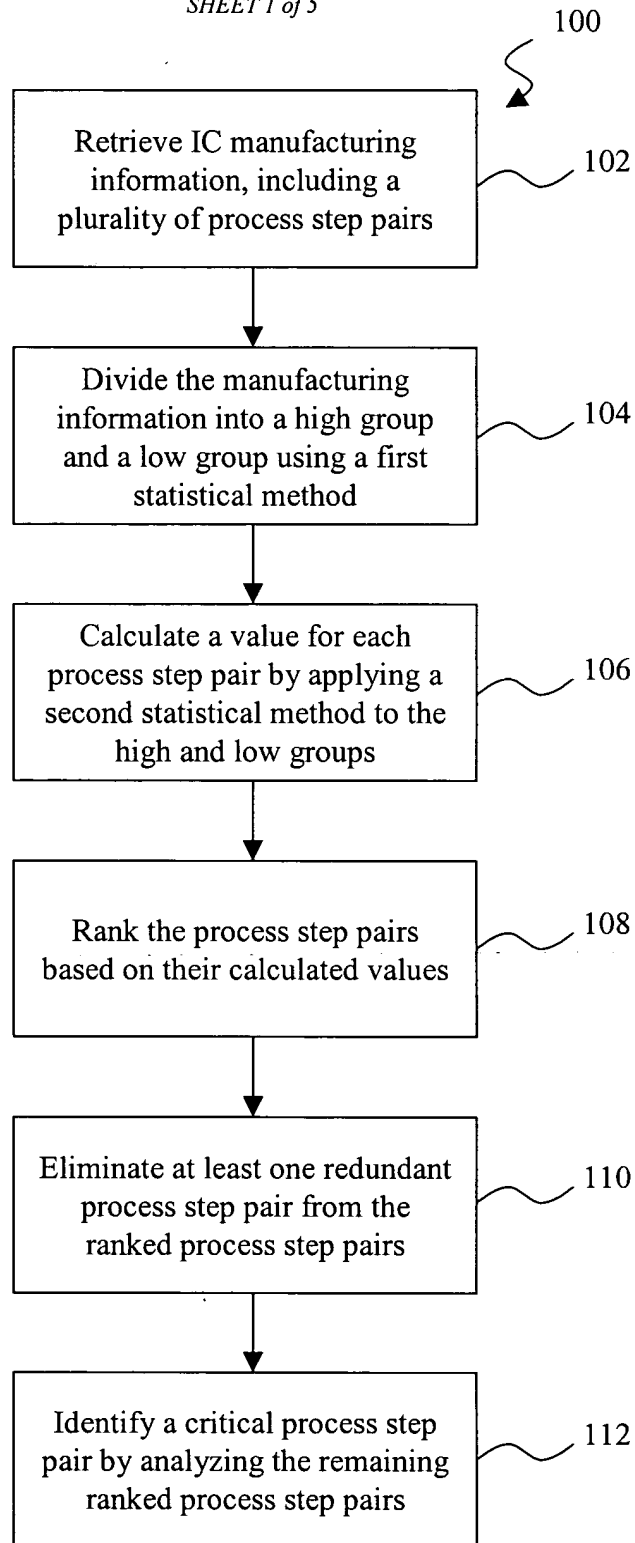 SHEET 1 of 5
100
Retrieve IC manufacturing
information, including a
plurality of process step pairs
102
Divide the manufacturing
information into a high group
and a low group using a first
statistical method
104
Calculate a value for each
process step pair by applying a
second statistical method to the
high and low groups
106
Rank the process step pairs
based on their calculated values
108
Eliminate at least one redundant
process step pair from the
ranked process step pairs
110
Identify a critical process step
pair by analyzing the remaining
ranked process step pairs
112